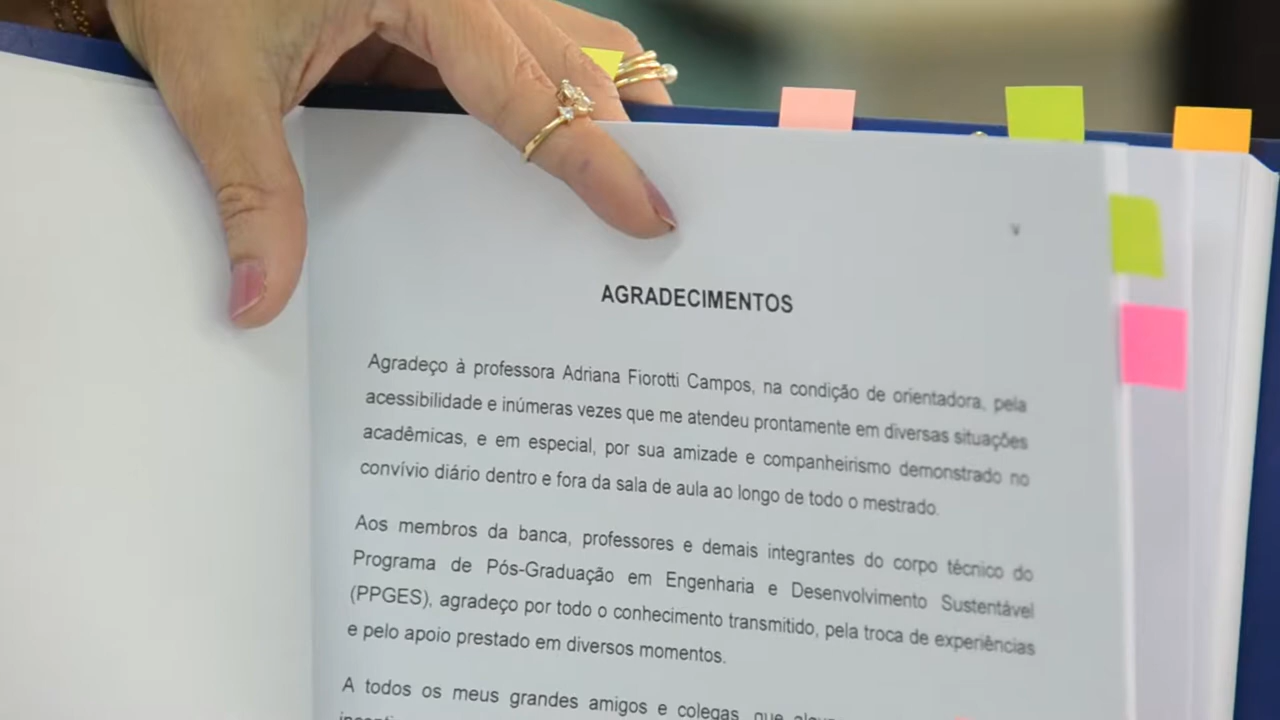 v
AGRADECIMENTOS
Agradeço à professora Adriana Fiorotti Campos, na condição de orientadora, pela
acessibilidade e inúmeras vezes que me atendeu prontamente em diversas situações
acadêmicas, e em especial, por sua amizade e companheirismo demonstrado no
convívio diário dentro e fora da sala de aula ao longo de todo o mestrado.
Aos membros da banca, professores e demais integrantes do corpo técnico do
Programa de Pós-Graduação em Engenharia e Desenvolvimento Sustentável
(PPGES), agradeço por todo o conhecimento transmitido, pela troca de experiências
e pelo apoio prestado em diversos momentos.
A todos os meus grandes amigos e colegas, que